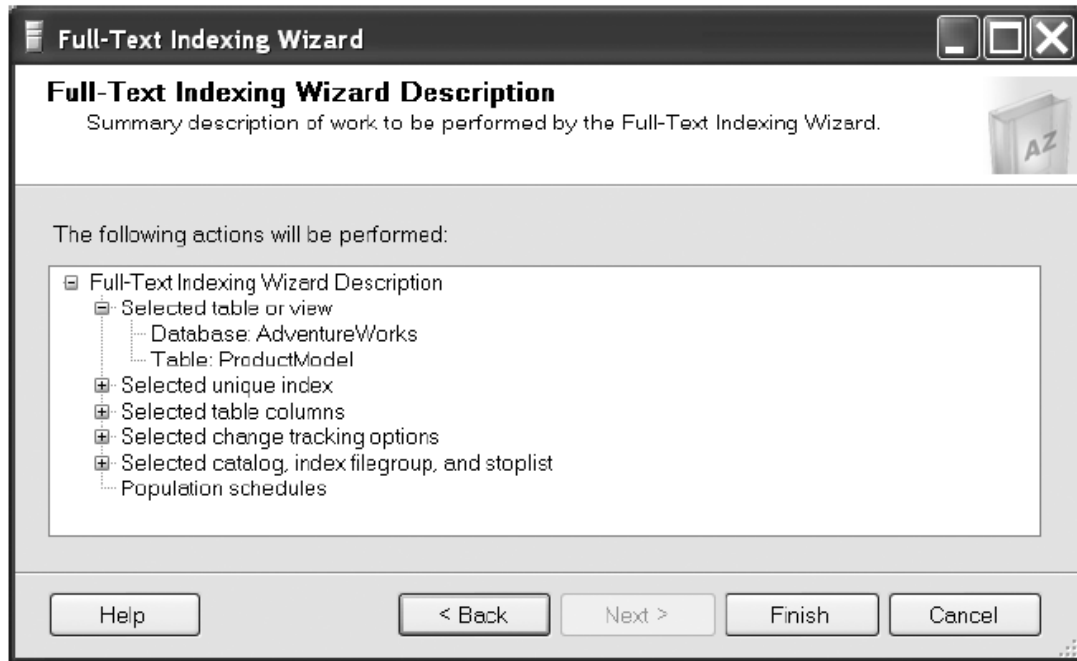 Full-Text Indexing Wizard
Full-Text Indexing Wizard Description
Summary description of work to be performed by the Full-Text Indexing Wizard.
AZ
The following actions will be performed:
Full-Text Indexing Wizard Description
Selected table or view
Database: AdventureWorks
Table: ProductModel
Selected unique index
Selected table columns
Selected change tracking options
Selected catalog, index filegroup, and stoplist
Population schedules
Help
< Back
Next >
Finish
Cancel